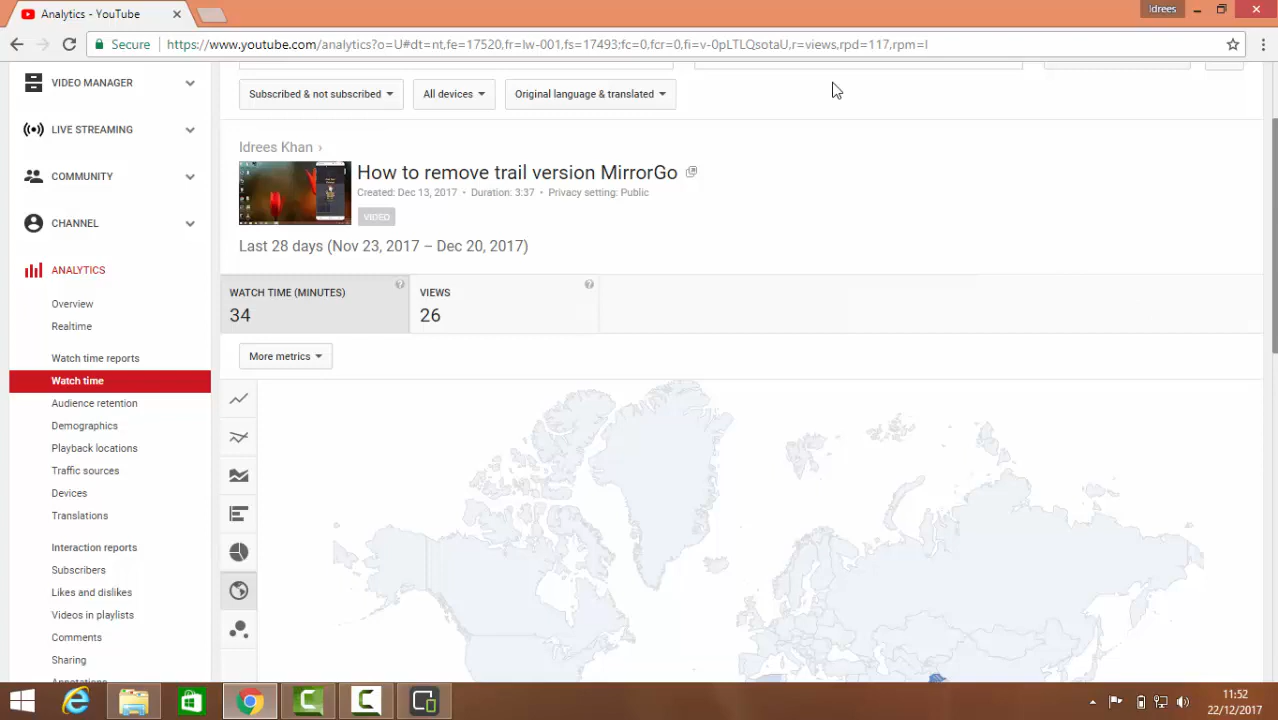 Analytics - YouTube
Idrees
Secure
https://www.youtube.com/analytics?o=U#dt=nt,fe=17520,fr=lw-001,fs=17493;fc=0,fcr=0,fi=v-0pLTLQsotaU,r=views,rpd=117,rpm=l
VIDEO MANAGER
LIVE STREAMING
COMMUNITY
CHANNEL
ANALYTICS
Overview
Realtime
Watch time reports
Watch time
Audience retention
Demographics
Playback locations
Traffic sources
Devices
Translations
Interaction reports
Subscribers
Likes and dislikes
Videos in playlists
Comments
Sharing
Annotations
Subscribed & not subscribed
All devices
Original language & translated
Idrees Khan ›
How to remove trail version MirrorGo
Created: Dec 13, 2017 • Duration: 3:37 • Privacy setting: Public
VIDEO
Last 28 days (Nov 23, 2017 – Dec 20, 2017)
WATCH TIME (MINUTES)
34
VIEWS
26
More metrics
11:52
22/12/2017